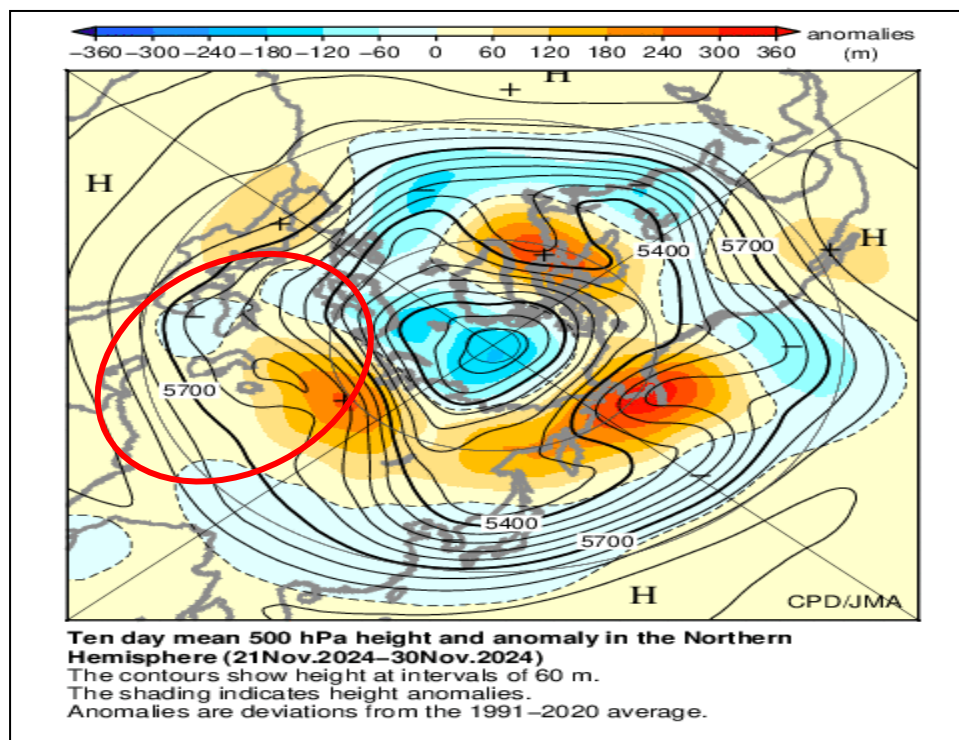 anomalies
−360 −300 −240 −180 −120 −60 0 60 120 180 240 300 360 (m)
H
H
H
5400 5700
5700
5400
5700
H
CPD/JMA
Ten day mean 500 hPa height and anomaly in the Northern
Hemisphere (21Nov.2024−30Nov.2024)
The contours show height at intervals of 60 m.
The shading indicates height anomalies.
Anomalies are deviations from the 1991−2020 average.